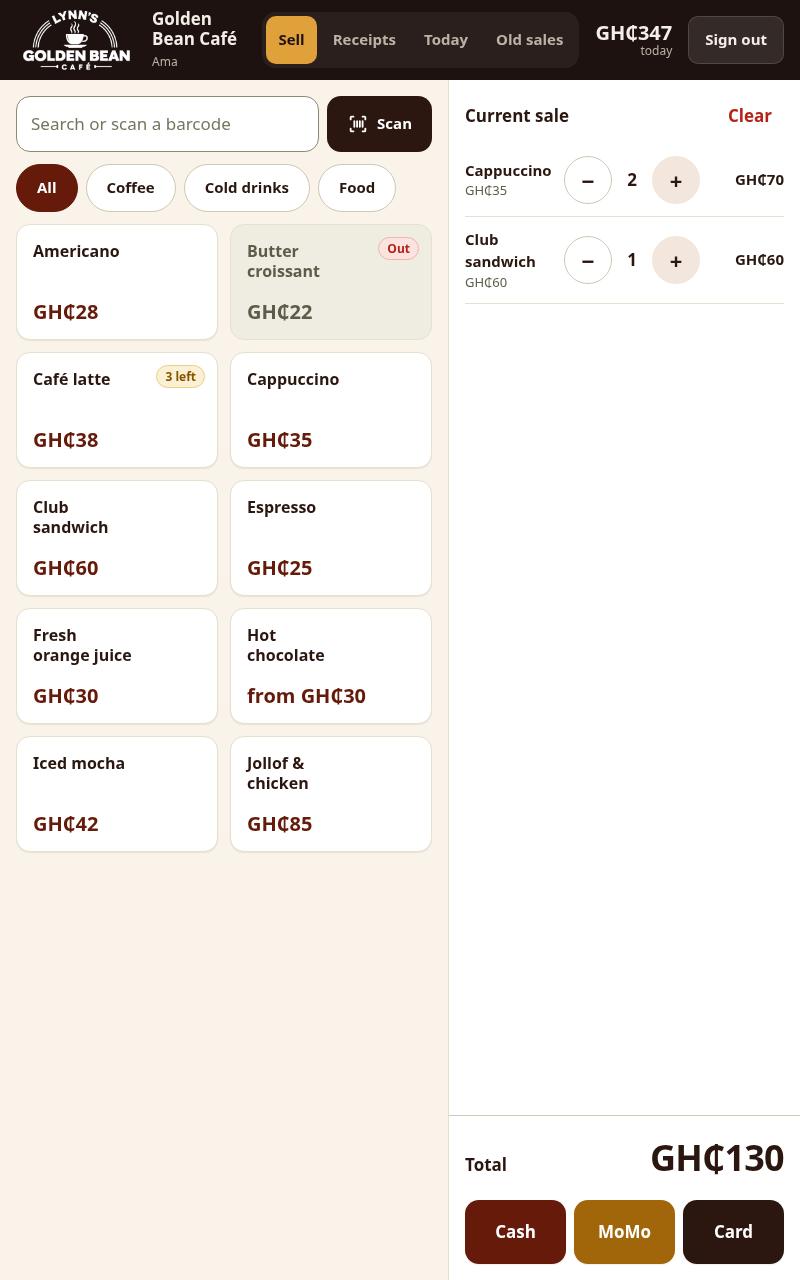 LYNN'S
GOLDEN BEAN
CAFÉ
Golden
Bean Café
Ama
Sell
Receipts
Today
Old sales
GH₵347
today
Sign out
Search or scan a barcode
Scan
All
Coffee
Cold drinks
Food
Americano
GH₵28
Butter
croissant
Out
GH₵22
Café latte
3 left
GH₵38
Cappuccino
GH₵35
Club
sandwich
GH₵60
Espresso
GH₵25
Fresh
orange juice
GH₵30
Hot
chocolate
from GH₵30
Iced mocha
GH₵42
Jollof &
chicken
GH₵85
Current sale
Clear
Cappuccino
GH₵35
− 2 +
GH₵70
Club
sandwich
GH₵60
− 1 +
GH₵60
Total
GH₵130
Cash
MoMo
Card